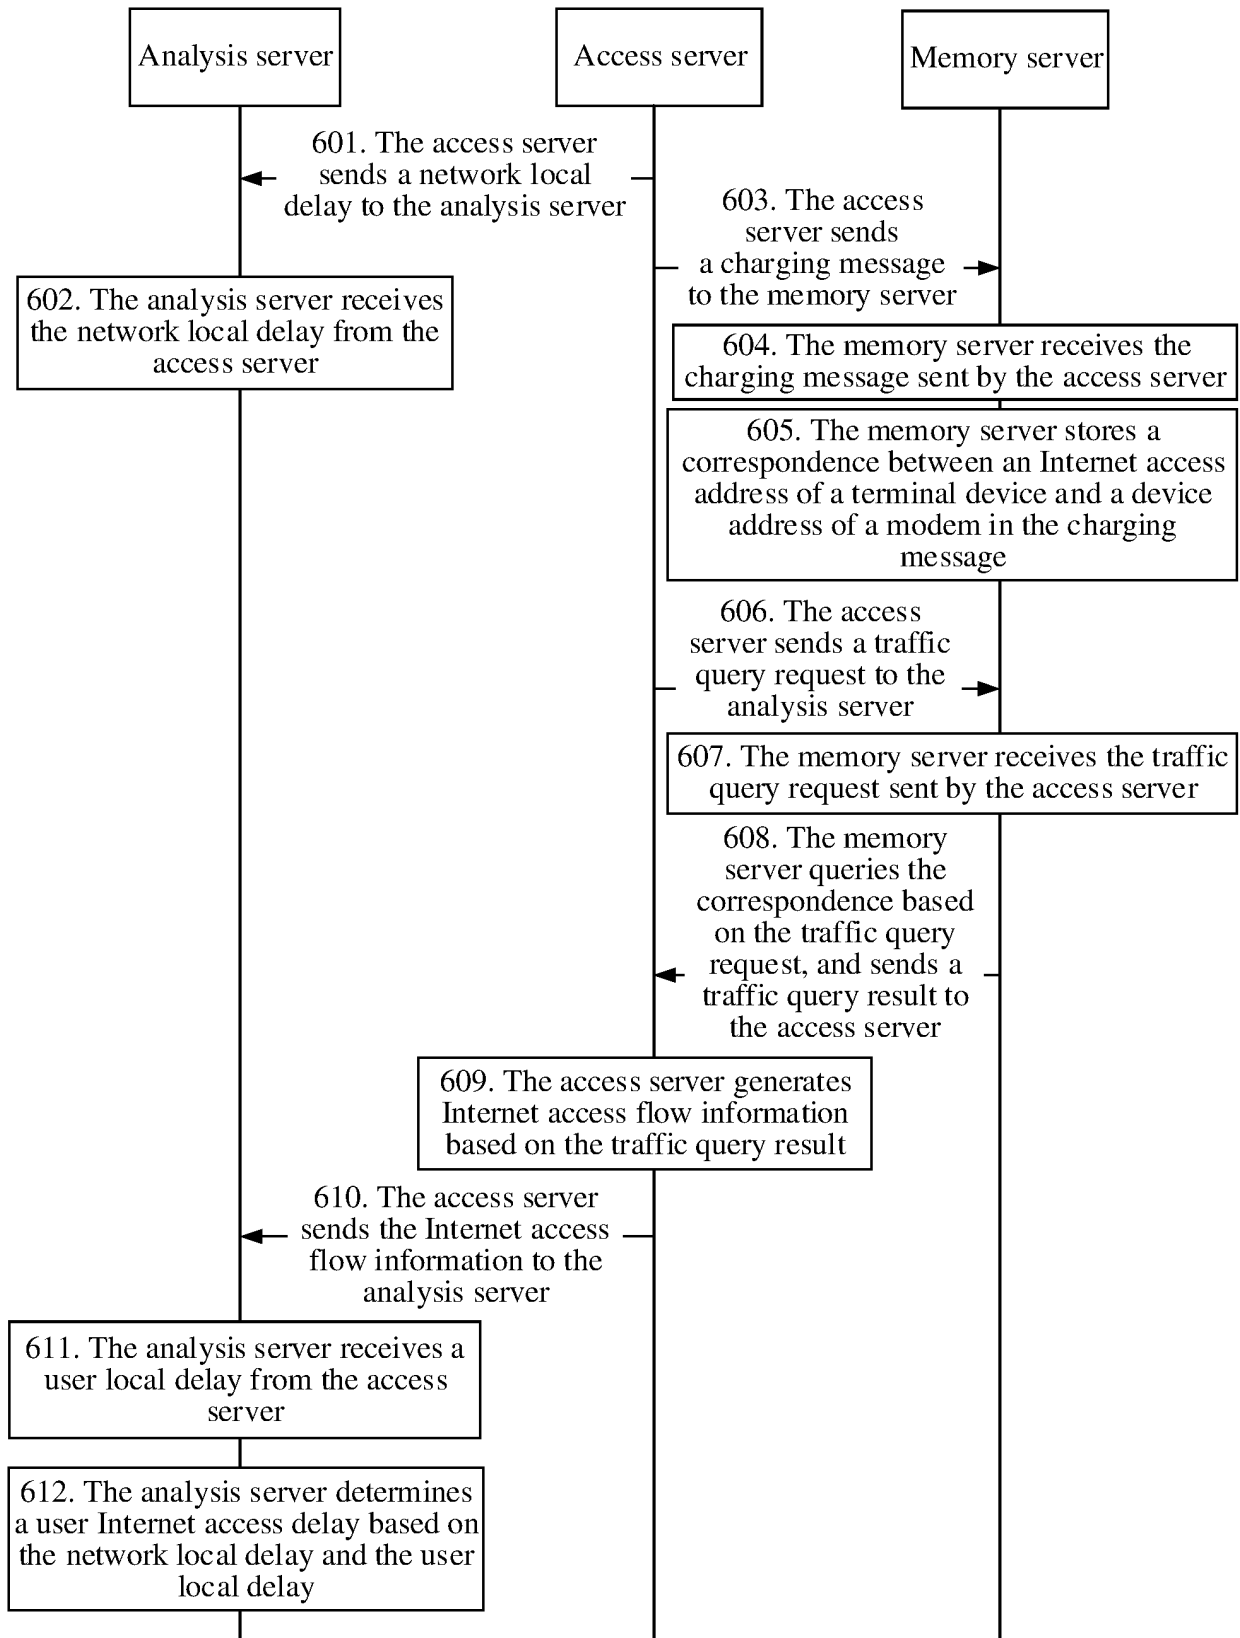 Analysis server
Access server
Memory server
601. The access server
sends a network local
delay to the analysis server
602. The analysis server receives
the network local delay from the
access server
603. The access
server sends
a charging message
to the memory server
604. The memory server receives the
charging message sent by the access server
605. The memory server stores a
correspondence between an Internet access
address of a terminal device and a device
address of a modem in the charging
message
606. The access
server sends a traffic
query request to the
analysis server
607. The memory server receives the traffic
query request sent by the access server
608. The memory
server queries the
correspondence based
on the traffic query
request, and sends a
traffic query result to
the access server
609. The access server generates
Internet access flow information
based on the traffic query result
610. The access server
sends the Internet access
flow information to the
analysis server
611. The analysis server receives a
user local delay from the access
server
612. The analysis server determines
a user Internet access delay based on
the network local delay and the user
local delay